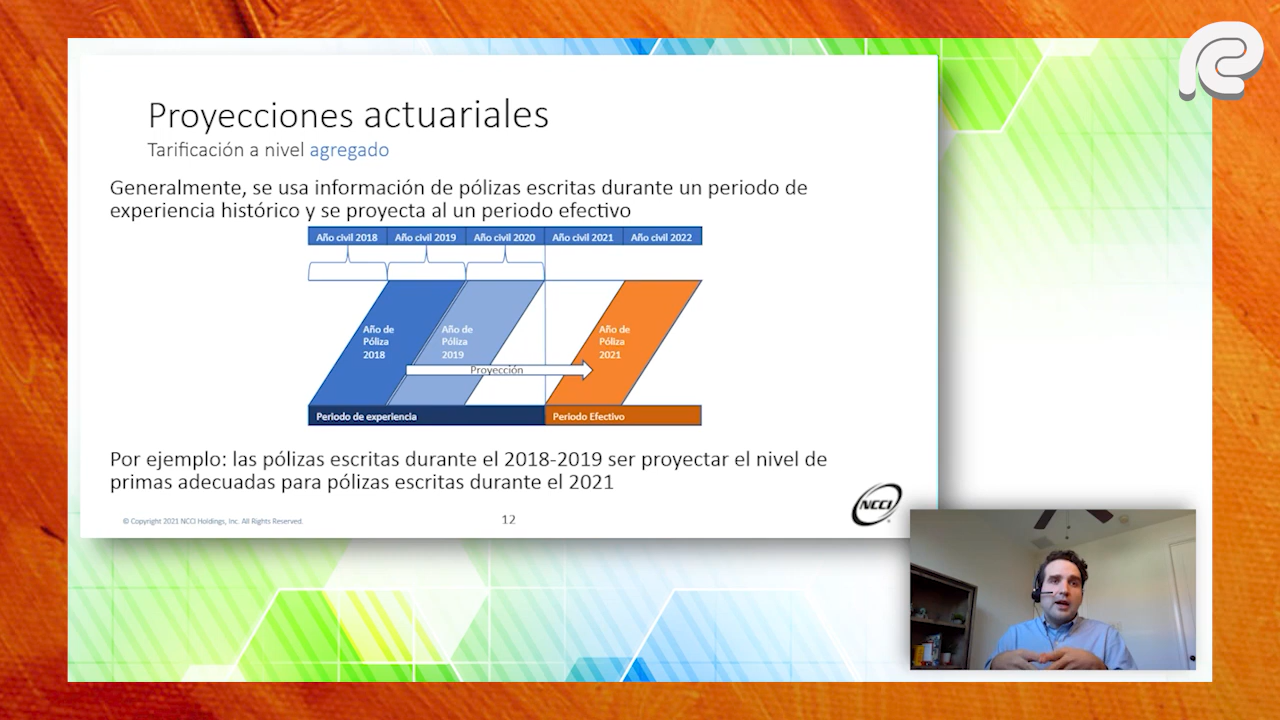 Proyecciones actuariales
Tarificación a nivel agregado
Generalmente, se usa información de pólizas escritas durante un periodo de
experiencia histórico y se proyecta al un periodo efectivo
Año civil 2018 Año civil 2019 Año civil 2020 Año civil 2021 Año civil 2022
Año de
Póliza
2018
Año de
Póliza
2019
Año de
Póliza
2021
Proyección
Periodo de experiencia
Periodo Efectivo
Por ejemplo: las pólizas escritas durante el 2018-2019 ser proyectar el nivel de
primas adecuadas para pólizas escritas durante el 2021
© Copyright 2021 NCCI Holdings, Inc. All Rights Reserved.
12
NCCI